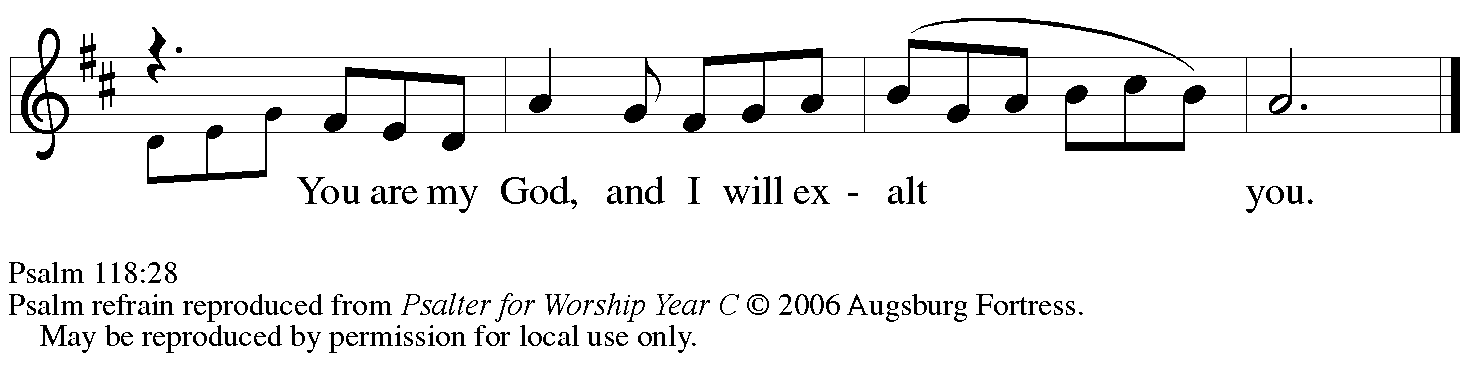 You are my God, and I will ex - alt you.
Psalm 118:28
Psalm refrain reproduced from Psalter for Worship Year C © 2006 Augsburg Fortress.
May be reproduced by permission for local use only.